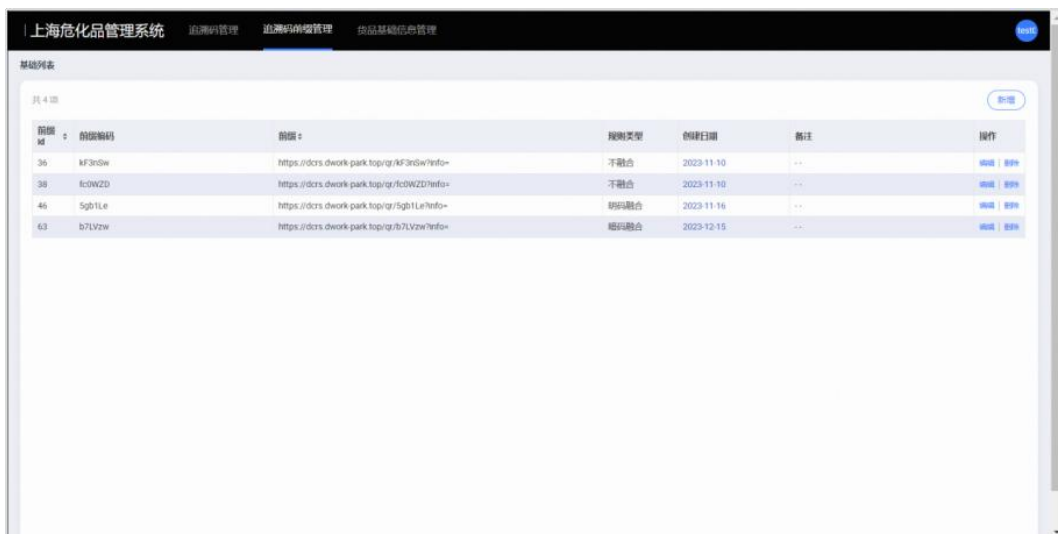 上海危化品管理系统 追溯码管理 追溯码前缀管理 货品基础信息管理 test0
基础列表
共 4 项 新增
前缀id 前缀编码 前缀 规则类型 创建日期 备注 操作
36 kF3nSw https://dcrs.dwork-park.top/qr/kF3nSw?info= 不融合 2023-11-10 - - 编辑 | 删除
38 fc0WZD https://dcrs.dwork-park.top/qr/fc0WZD?info= 不融合 2023-11-10 - - 编辑 | 删除
46 5gb1Le https://dcrs.dwork-park.top/qr/5gb1Le?info= 明码融合 2023-11-16 - - 编辑 | 删除
63 b7LVzw https://dcrs.dwork-park.top/qr/b7LVzw?info= 暗码融合 2023-12-15 - - 编辑 | 删除